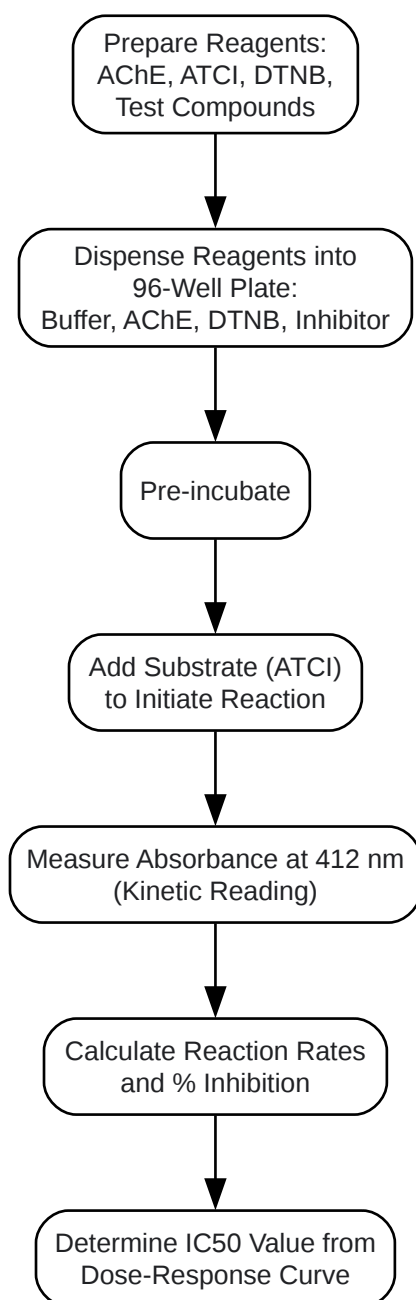 Prepare Reagents:
AChE, ATCI, DTNB,
Test Compounds
Dispense Reagents into
96-Well Plate:
Buffer, AChE, DTNB, Inhibitor
Pre-incubate
Add Substrate (ATCI)
to Initiate Reaction
Measure Absorbance at 412 nm
(Kinetic Reading)
Calculate Reaction Rates
and % Inhibition
Determine IC50 Value from
Dose-Response Curve